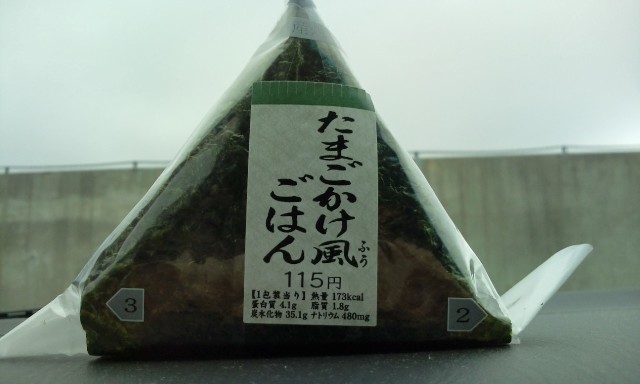 たまごかけ風
ふう
ごはん
115円
【1包装当り】熱量 173kcal
蛋白質 4.1g 脂質 1.8g
炭水化物 35.1g ナトリウム 480mg
3
2